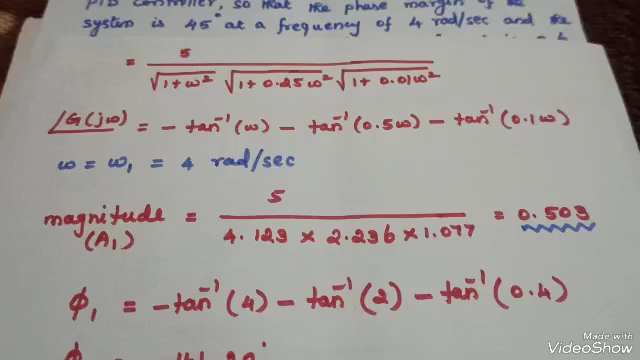 PID controller, so that the phase margin of the
system is 45° at a frequency of 4 rad/sec and the
= 5 / √(1+ω²) √(1+0.25ω²) √(1+0.01ω²)
∠G(jω) = - tan⁻¹(ω) - tan⁻¹(0.5ω) - tan⁻¹(0.1ω)
ω = ω₁ = 4 rad/sec
magnitude (A₁) = 5 / 4.123 × 2.236 × 1.077 = 0.503
ϕ₁ = -tan⁻¹(4) - tan⁻¹(2) - tan⁻¹(0.4)
Made with
VideoShow